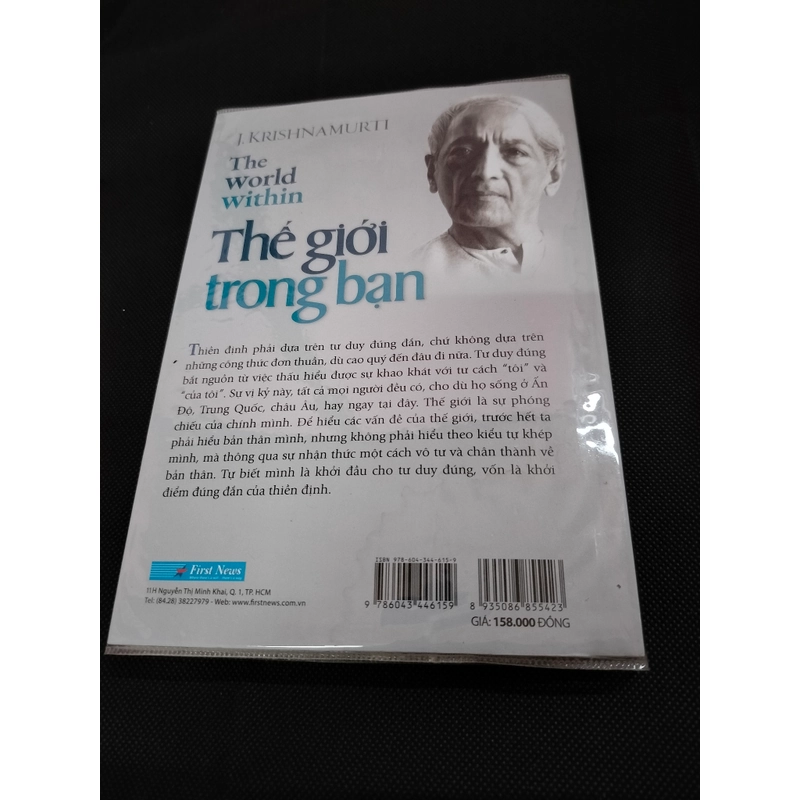 J. KRISHNAMURTI
The
world
within
Thế giới
trong bạn
Thiền định phải dựa trên tư duy đúng đắn, chứ không dựa trên
những công thức đơn thuần, dù cao quý đến đâu đi nữa. Tư duy đúng
bắt nguồn từ việc thấu hiểu được sự khao khát với tư cách "tôi" và
"của tôi". Sự vị kỷ này, tất cả mọi người đều có, cho dù họ sống ở Ấn
Độ, Trung Quốc, châu Âu, hay ngay tại đây. Thế giới là sự phóng
chiếu của chính mình. Để hiểu các vấn đề của thế giới, trước hết ta
phải hiểu bản thân mình, nhưng không phải hiểu theo kiểu tự khép
mình, mà thông qua sự nhận thức một cách vô tư và chân thành về
bản thân. Tự biết mình là khởi đầu cho tư duy đúng, vốn là khởi
điểm đúng đắn của thiền định.
First News
11H Nguyễn Thị Minh Khai, Q. 1, TP. HCM
Tel: (84.28) 38227979 - Web: www.firstnews.com.vn
ISBN 978-604-344-615-9
9 786043 446159
8 935086 855423
GIÁ: 158.000 ĐỒNG